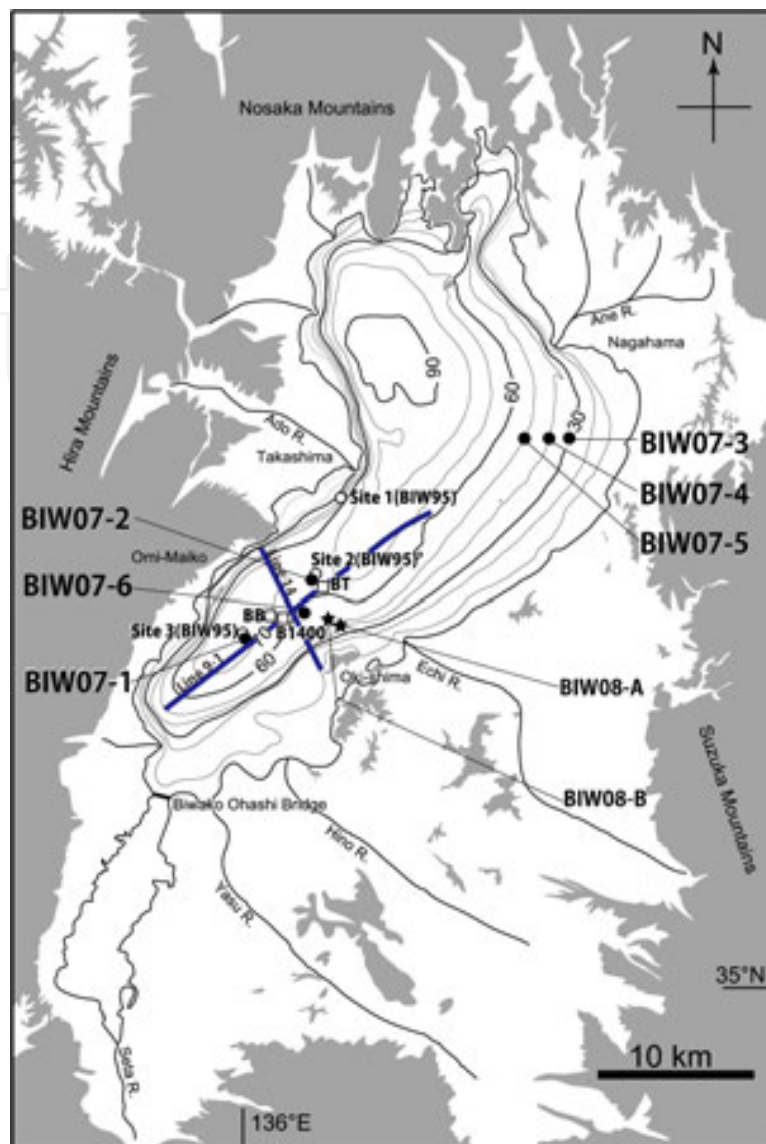 N
Nosaka Mountains
Ane R.
Nagahama
90
60
30
Hira Mountains
Ado R.
Takashima
BIW07-3
BIW07-4
BIW07-5
Site 1(BIW95)
BIW07-2
Omi-Maiko
Line 14
Site 2(BIW95)
BT
BIW07-6
BB
B1400
Site 3(BIW95)
Line 9-1
60
BIW07-1
Oki-shima
Echi R.
BIW08-A
BIW08-B
Suzuka Mountains
Biwako Ohashi Bridge
Hino R.
Yasu R.
35°N
Seta R.
10 km
136°E